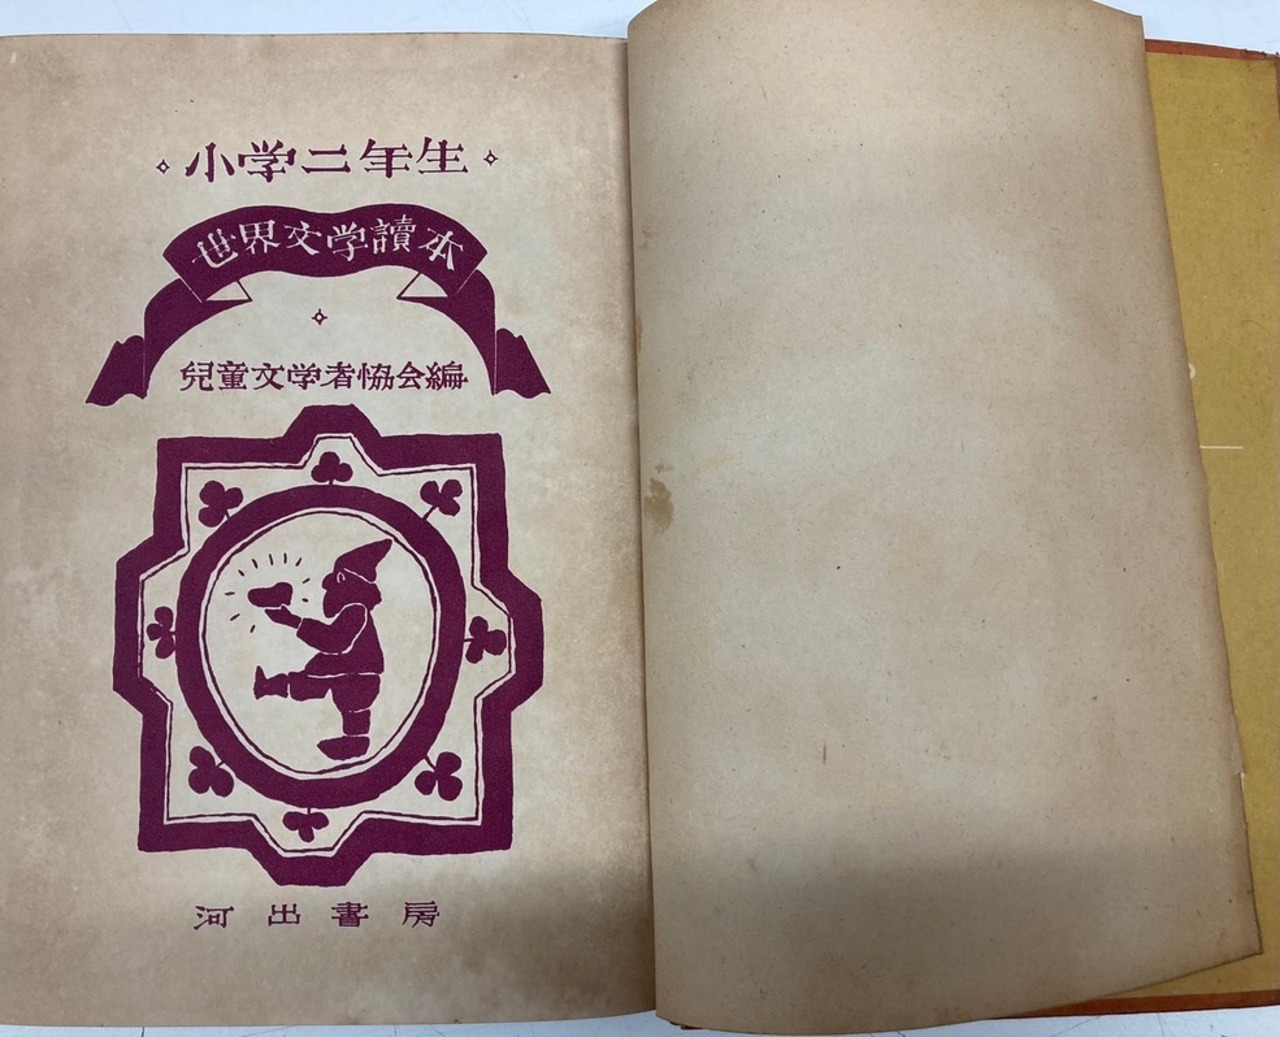 小学二年生
世界文学讀本
兒童文学者協会編
河出書房